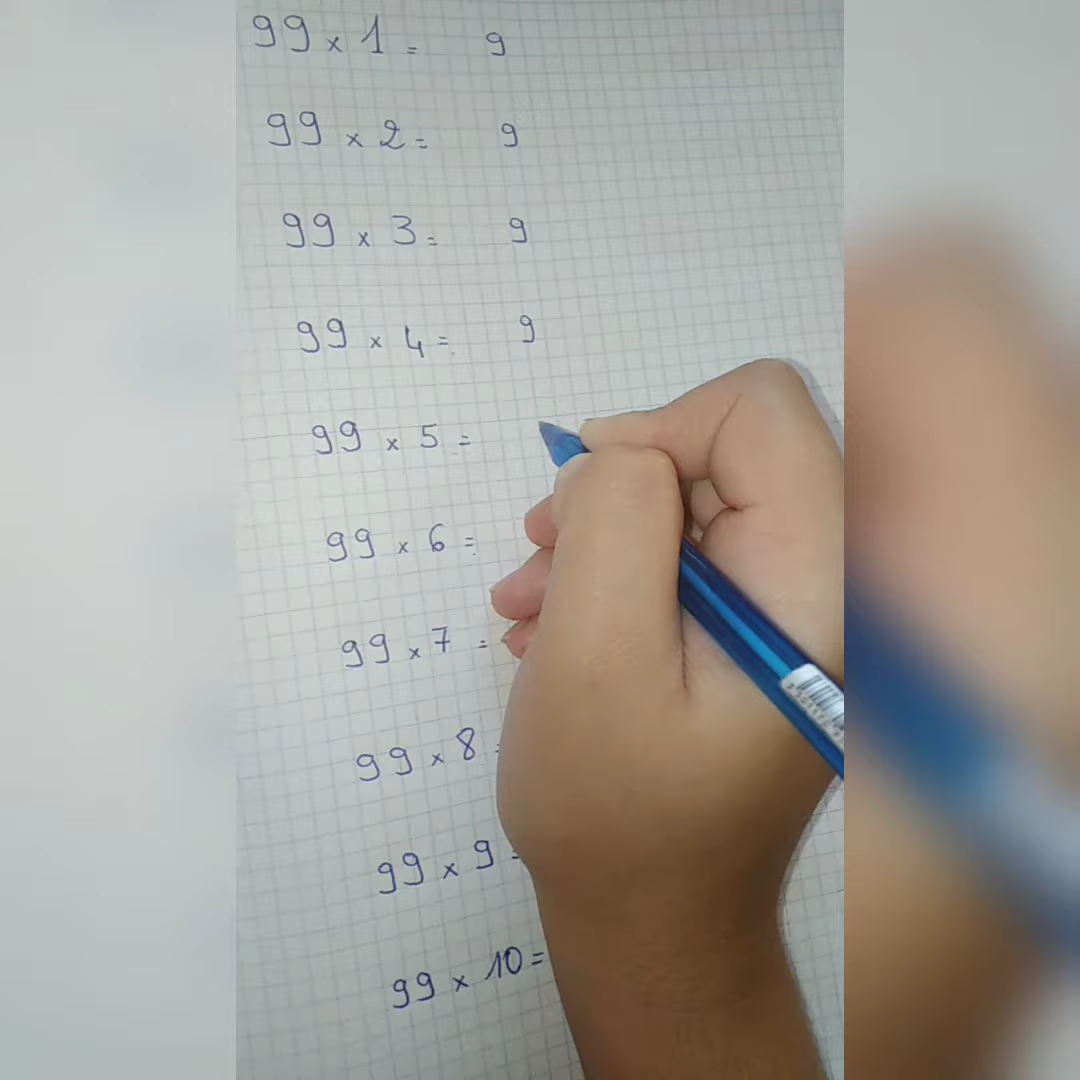 99 × 1 = 9
99 × 2 = 9
99 × 3 = 9
99 × 4 = 9
99 × 5 =
99 × 6 =
99 × 7 =
99 × 8 =
99 × 9 =
99 × 10 =